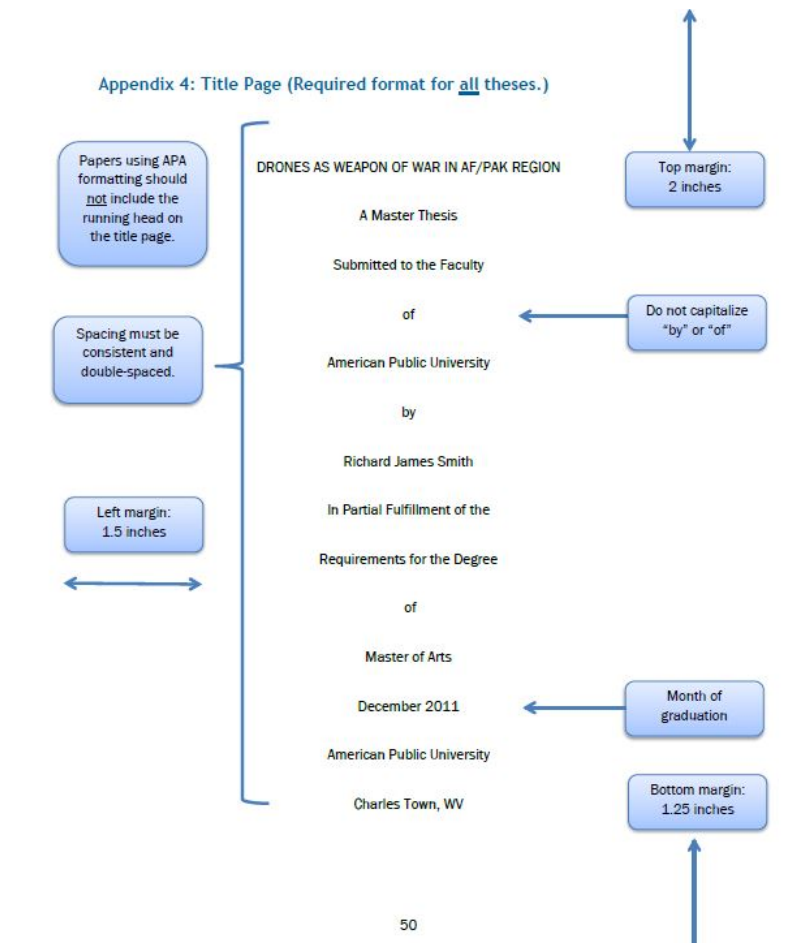 Appendix 4: Title Page (Required format for all theses.)
Papers using APA
formatting should
not include the
running head on
the title page.
DRONES AS WEAPON OF WAR IN AF/PAK REGION
Top margin:
2 inches
A Master Thesis
Submitted to the Faculty
of
Do not capitalize
"by" or "of"
Spacing must be
consistent and
double-spaced.
American Public University
by
Richard James Smith
Left margin:
1.5 inches
In Partial Fulfillment of the
Requirements for the Degree
of
Master of Arts
December 2011
Month of
graduation
American Public University
Charles Town, WV
Bottom margin:
1.25 inches
50